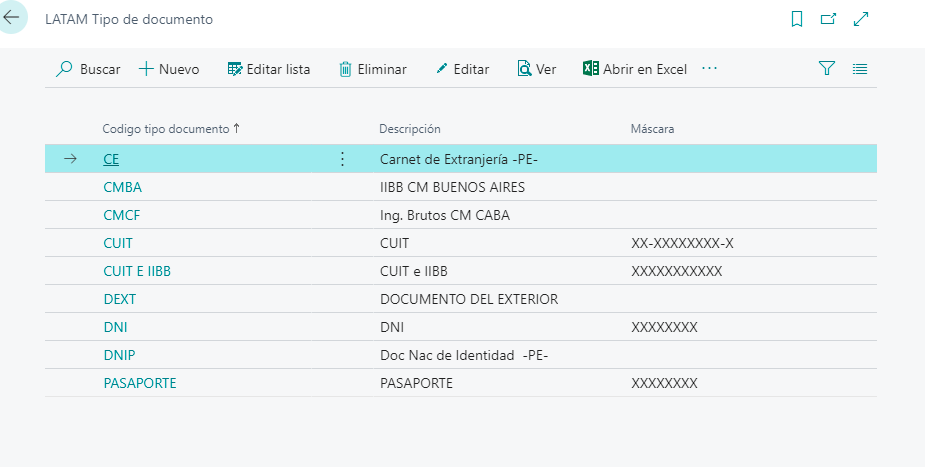 LATAM Tipo de documento
Buscar Nuevo Editar lista Eliminar Editar Ver Abrir en Excel ···
Codigo tipo documento ↑ Descripción Máscara
→ CE ⋮ Carnet de Extranjería -PE-
CMBA IIBB CM BUENOS AIRES
CMCF Ing. Brutos CM CABA
CUIT CUIT XX-XXXXXXXX-X
CUIT E IIBB CUIT e IIBB XXXXXXXXXXX
DEXT DOCUMENTO DEL EXTERIOR
DNI DNI XXXXXXXX
DNIP Doc Nac de Identidad  -PE-
PASAPORTE PASAPORTE XXXXXXXX